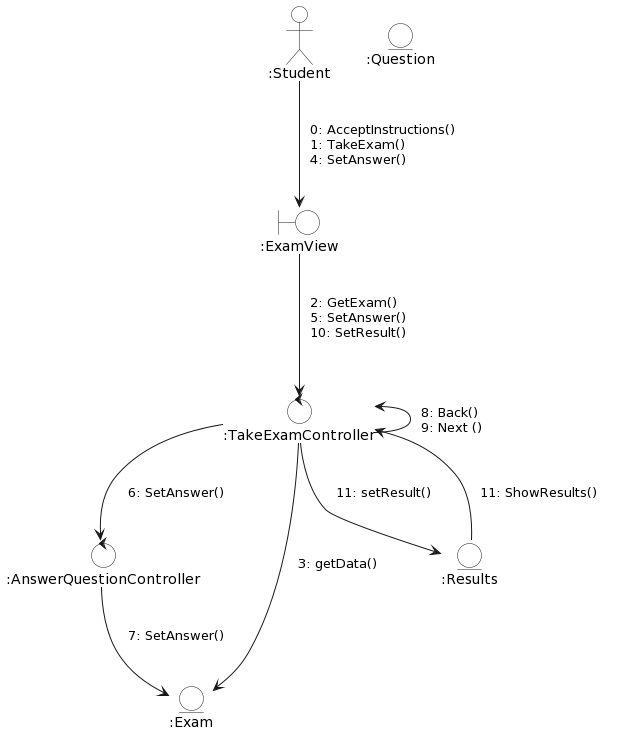 :Student
:Question
0: AcceptInstructions()
1: TakeExam()
4: SetAnswer()
:ExamView
2: GetExam()
5: SetAnswer()
10: SetResult()
:TakeExamController
8: Back()
9: Next ()
6: SetAnswer()
11: setResult()
11: ShowResults()
3: getData()
:AnswerQuestionController
:Results
7: SetAnswer()
:Exam